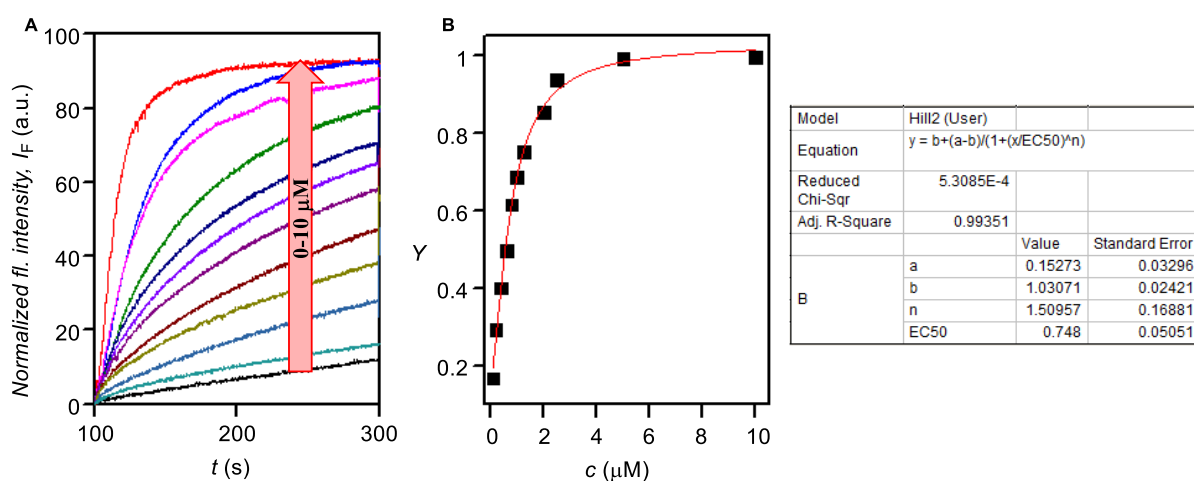 A
100
80
60
40
20
0
Normalized fl. intensity, I_F (a.u.)
0-10 μM
100
200
300
t (s)
B
1
0.8
0.6
0.4
0.2
Y
0
2
4
6
8
10
c (μM)
Model Hill2 (User)
Equation y = b+(a-b)/(1+(x/EC50)^n)
Reduced Chi-Sqr 5.3085E-4
Adj. R-Square 0.99351
Value Standard Error
B
a 0.15273 0.03296
b 1.03071 0.02421
n 1.50957 0.16881
EC50 0.748 0.05051